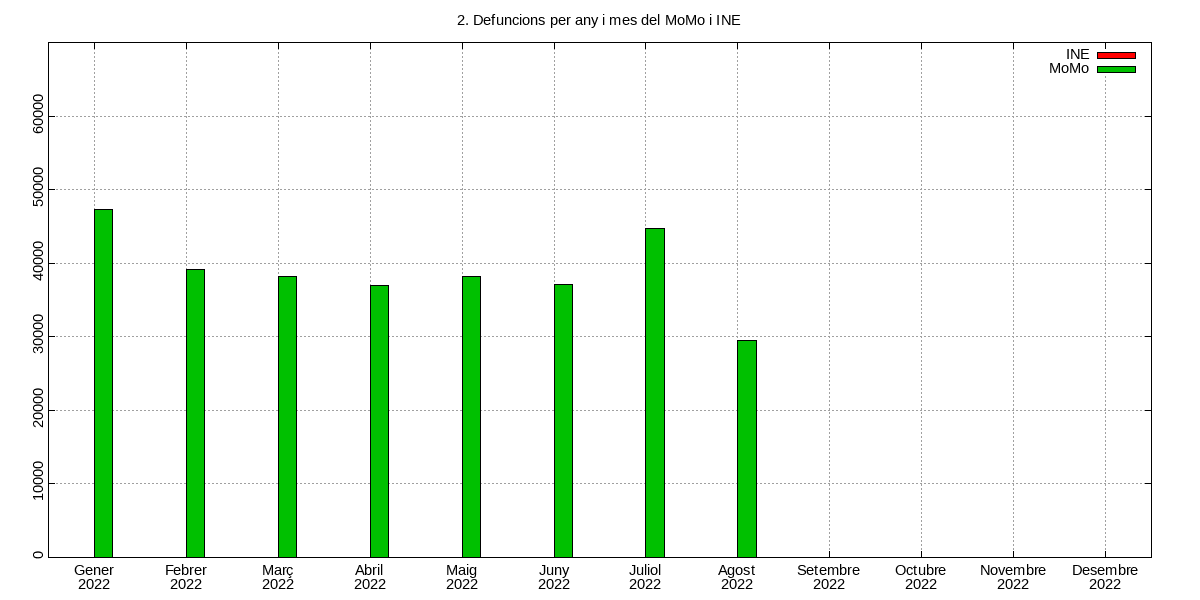 2. Defuncions per any i mes del MoMo i INE
INE
MoMo
60000
50000
40000
30000
20000
10000
0
Gener Febrer Març Abril Maig Juny Juliol Agost Setembre Octubre Novembre Desembre
2022 2022 2022 2022 2022 2022 2022 2022 2022 2022 2022 2022